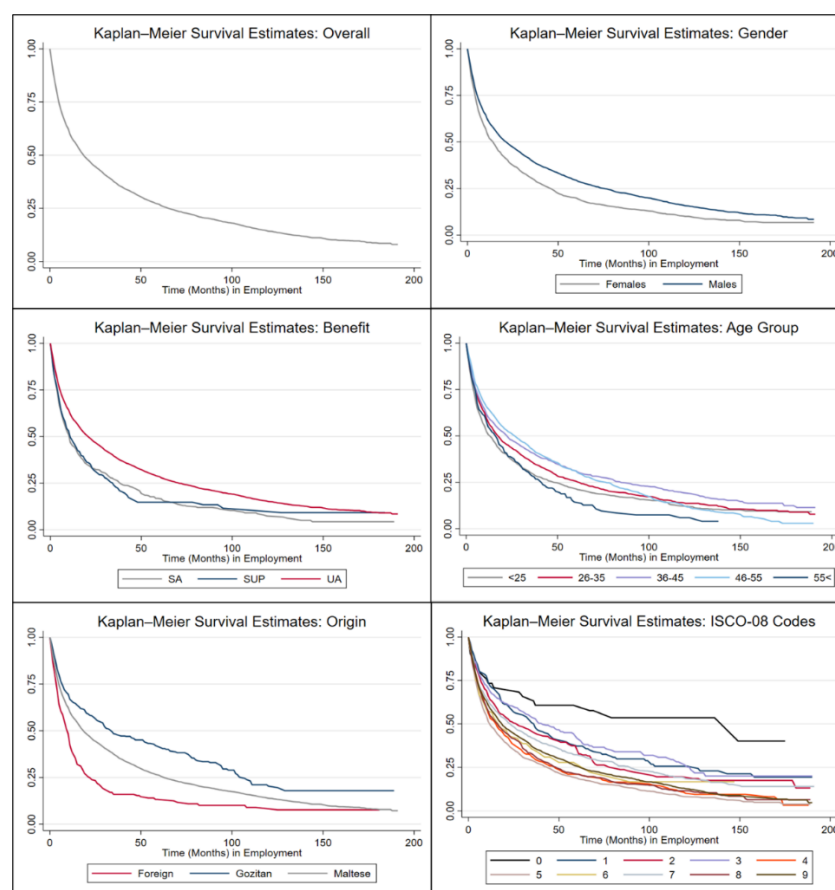 Kaplan–Meier Survival Estimates: Overall
1.00
0.75
0.50
0.25
0.00
0 50 100 150 200
Time (Months) in Employment
Kaplan–Meier Survival Estimates: Gender
1.00
0.75
0.50
0.25
0.00
0 50 100 150 200
Time (Months) in Employment
Females Males
Kaplan–Meier Survival Estimates: Benefit
1.00
0.75
0.50
0.25
0.00
0 50 100 150 200
Time (Months) in Employment
SA SUP UA
Kaplan–Meier Survival Estimates: Age Group
1.00
0.75
0.50
0.25
0.00
0 50 100 150 200
Time (Months) in Employment
<25 26-35 36-45 46-55 55<
Kaplan–Meier Survival Estimates: Origin
1.00
0.75
0.50
0.25
0.00
0 50 100 150 200
Time (Months) in Employment
Foreign Gozitan Maltese
Kaplan–Meier Survival Estimates: ISCO-08 Codes
1.00
0.75
0.50
0.25
0.00
0 50 100 150 200
Time (Months) in Employment
0 1 2 3 4
5 6 7 8 9